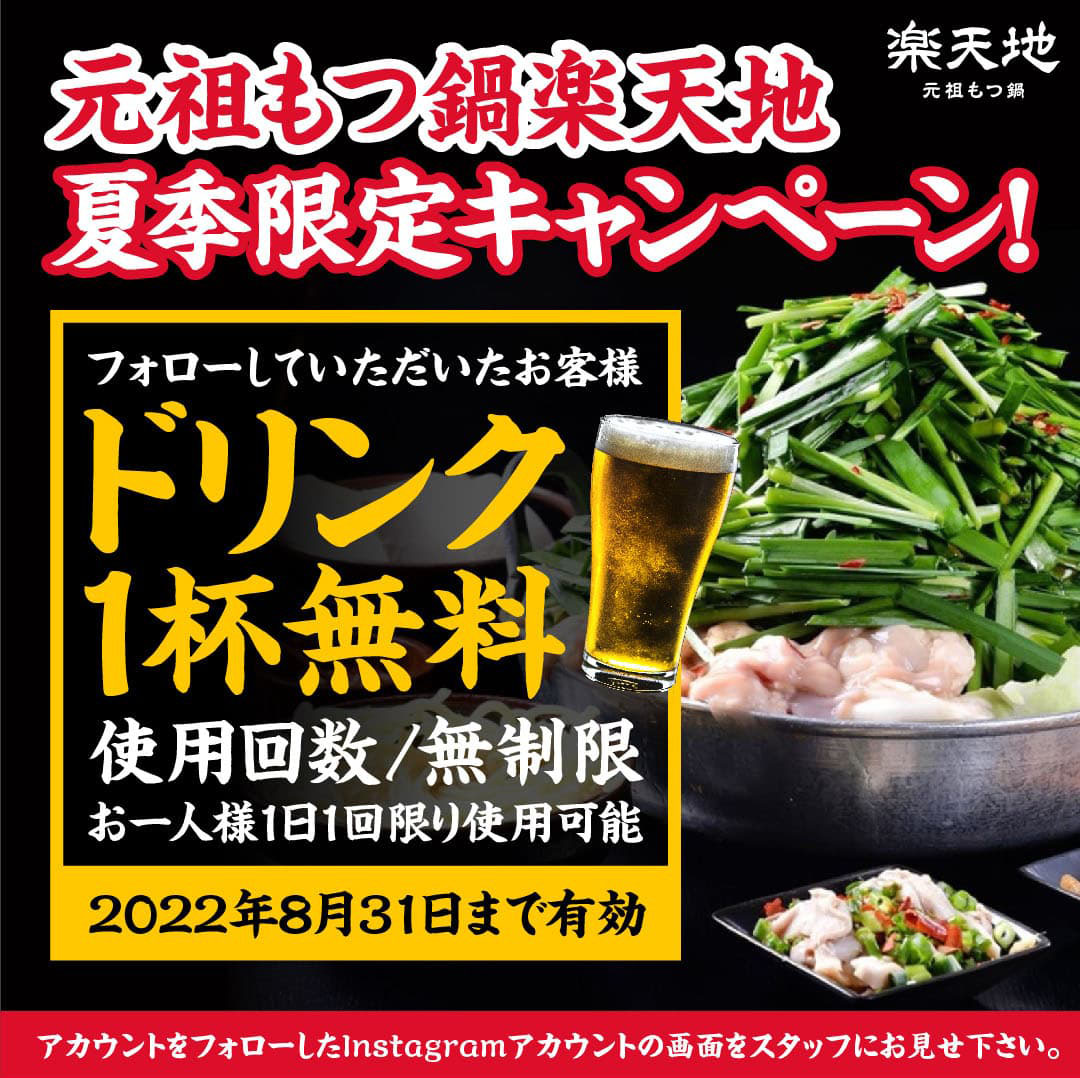 楽天地
元祖もつ鍋
元祖もつ鍋楽天地
夏季限定キャンペーン!
フォローしていただいたお客様
ドリンク
1杯無料
使用回数/無制限
お一人様1日1回限り使用可能
2022年8月31日まで有効
アカウントをフォローしたInstagramアカウントの画面をスタッフにお見せ下さい。